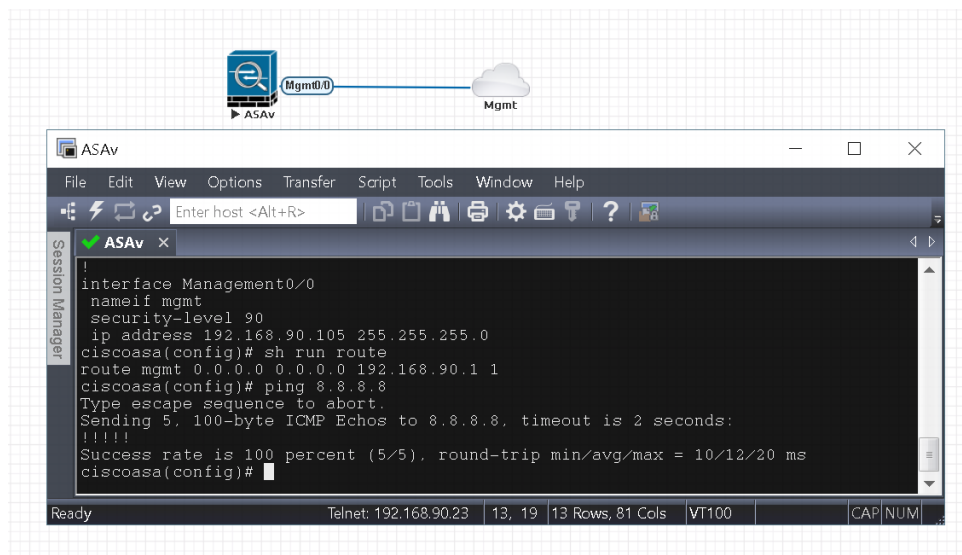 Mgmt0/0
ASAv
Mgmt
ASAv
File Edit View Options Transfer Script Tools Window Help
Enter host <Alt+R>
ASAv
Session Manager
!
interface Management0/0
nameif mgmt
security-level 90
ip address 192.168.90.105 255.255.255.0
ciscoasa(config)# sh run route
route mgmt 0.0.0.0 0.0.0.0 192.168.90.1 1
ciscoasa(config)# ping 8.8.8.8
Type escape sequence to abort.
Sending 5, 100-byte ICMP Echos to 8.8.8.8, timeout is 2 seconds:
!!!!!
Success rate is 100 percent (5/5), round-trip min/avg/max = 10/12/20 ms
ciscoasa(config)#
Ready Telnet: 192.168.90.23 13, 19 13 Rows, 81 Cols VT100 CAP NUM